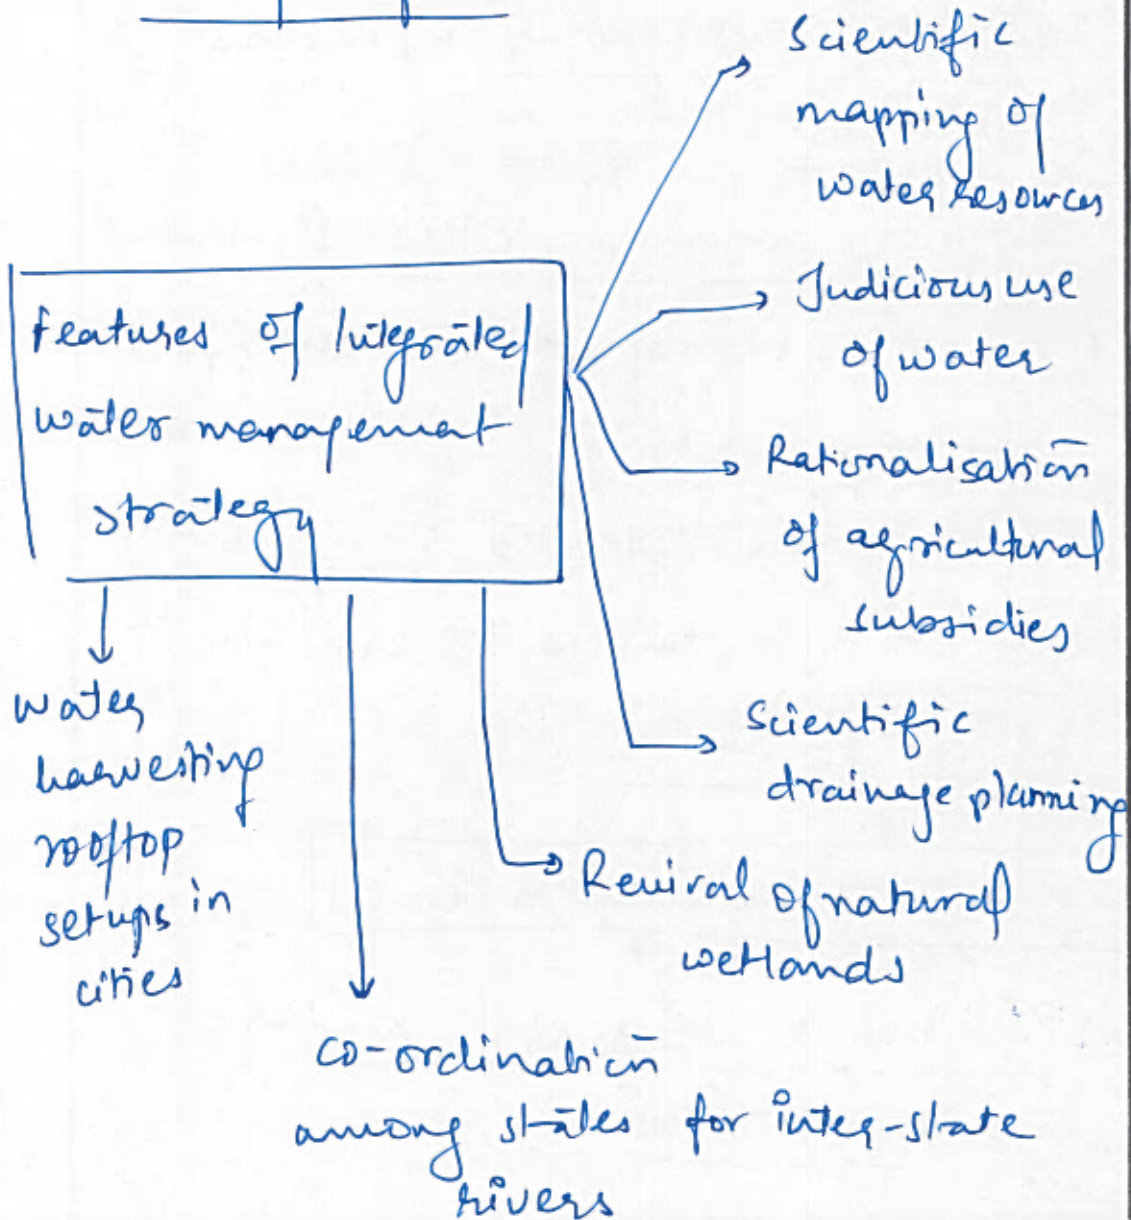 Scientific
mapping of
water resources
Features of Integrated
water management
strategy
Judicious use
of water
Rationalisation
of agricultural
subsidies
Scientific
drainage planning
Revival of natural
wetlands
water
harvesting
rooftop
setups in
cities
co-ordination
among states for inter-state
rivers